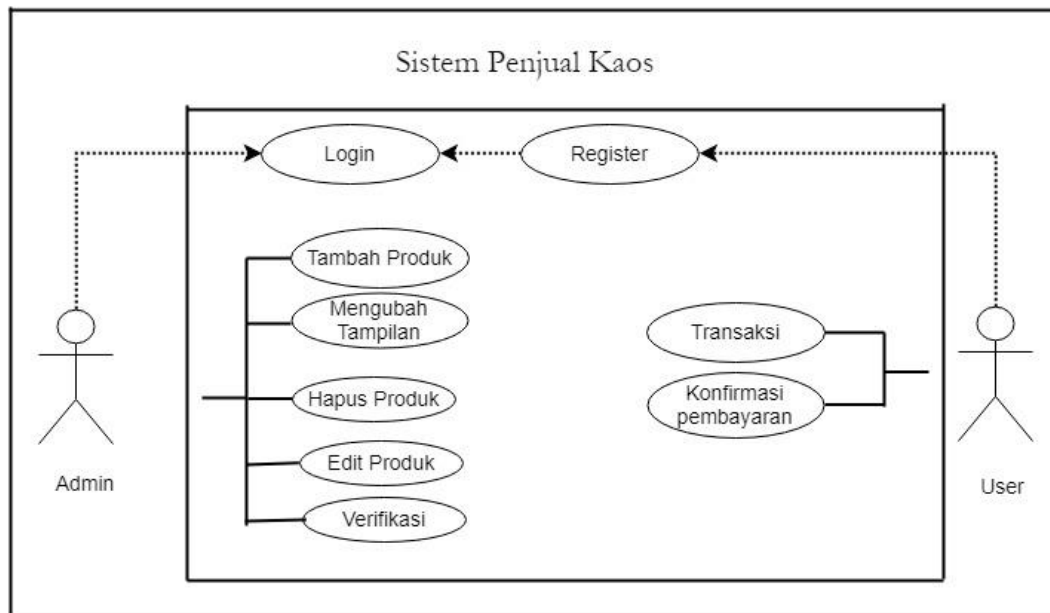 Sistem Penjual Kaos
Login
Register
Tambah Produk
Mengubah
Tampilan
Transaksi
Hapus Produk
Konfirmasi
pembayaran
Edit Produk
Verifikasi
Admin
User